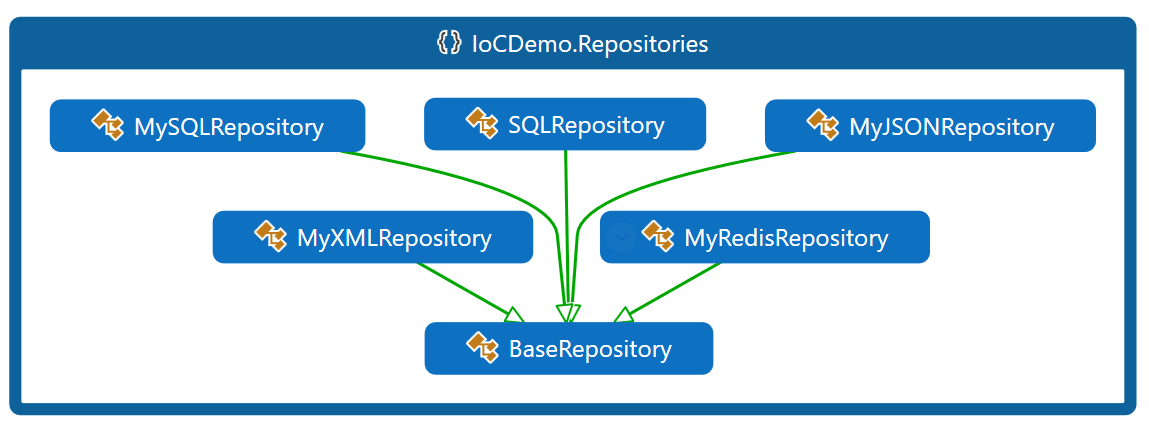 IoCDemo.Repositories
MySQLRepository
SQLRepository
MyJSONRepository
MyXMLRepository
MyRedisRepository
BaseRepository